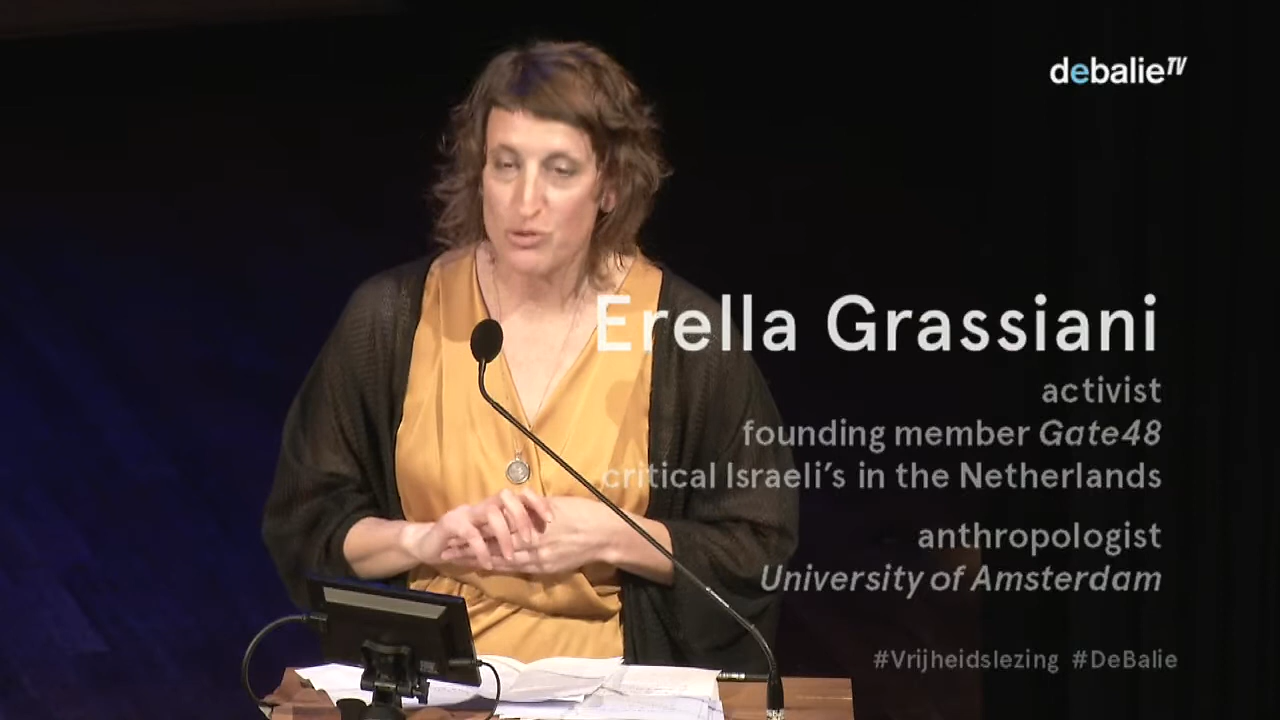 debalieTV
Erella Grassiani
activist
founding member Gate48
critical Israeli's in the Netherlands
anthropologist
University of Amsterdam
#Vrijheidslezing #DeBalie